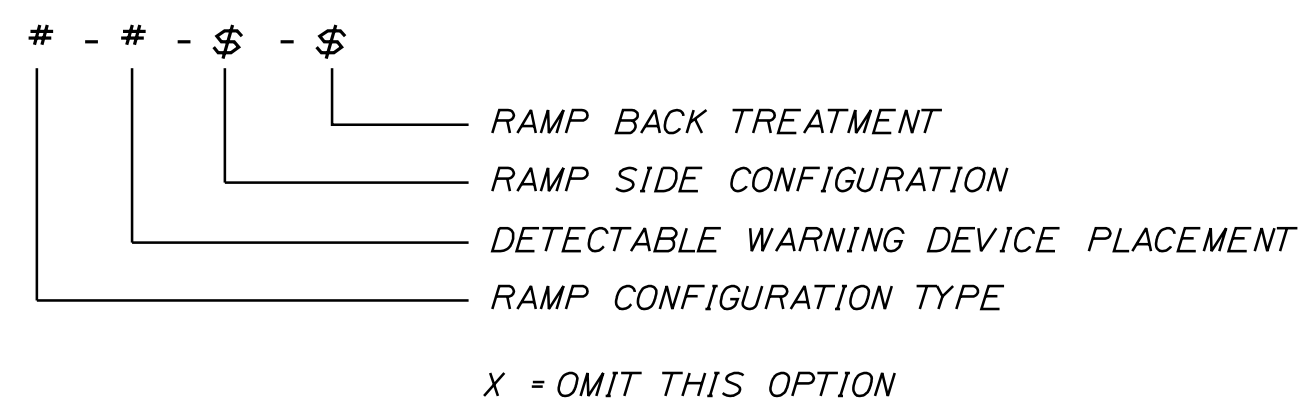 # - # - $ - $
RAMP BACK TREATMENT
RAMP SIDE CONFIGURATION
DETECTABLE WARNING DEVICE PLACEMENT
RAMP CONFIGURATION TYPE
X = OMIT THIS OPTION